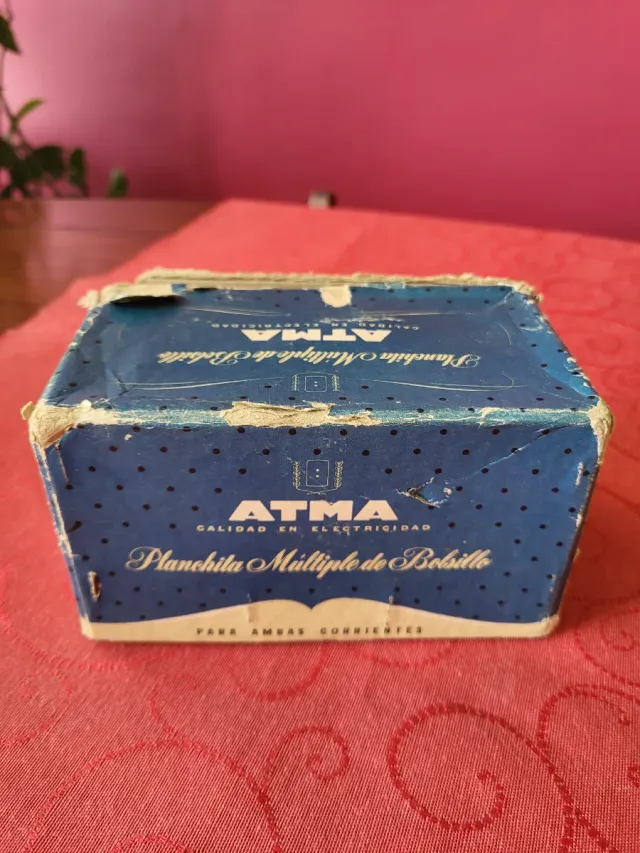 CALIDAD EN ELECTRICIDAD
ATMA
Planchita Múltiple de Bolsillo
ATMA
CALIDAD EN ELECTRICIDAD
Planchita Múltiple de Bolsillo
PARA AMBAS CORRIENTES